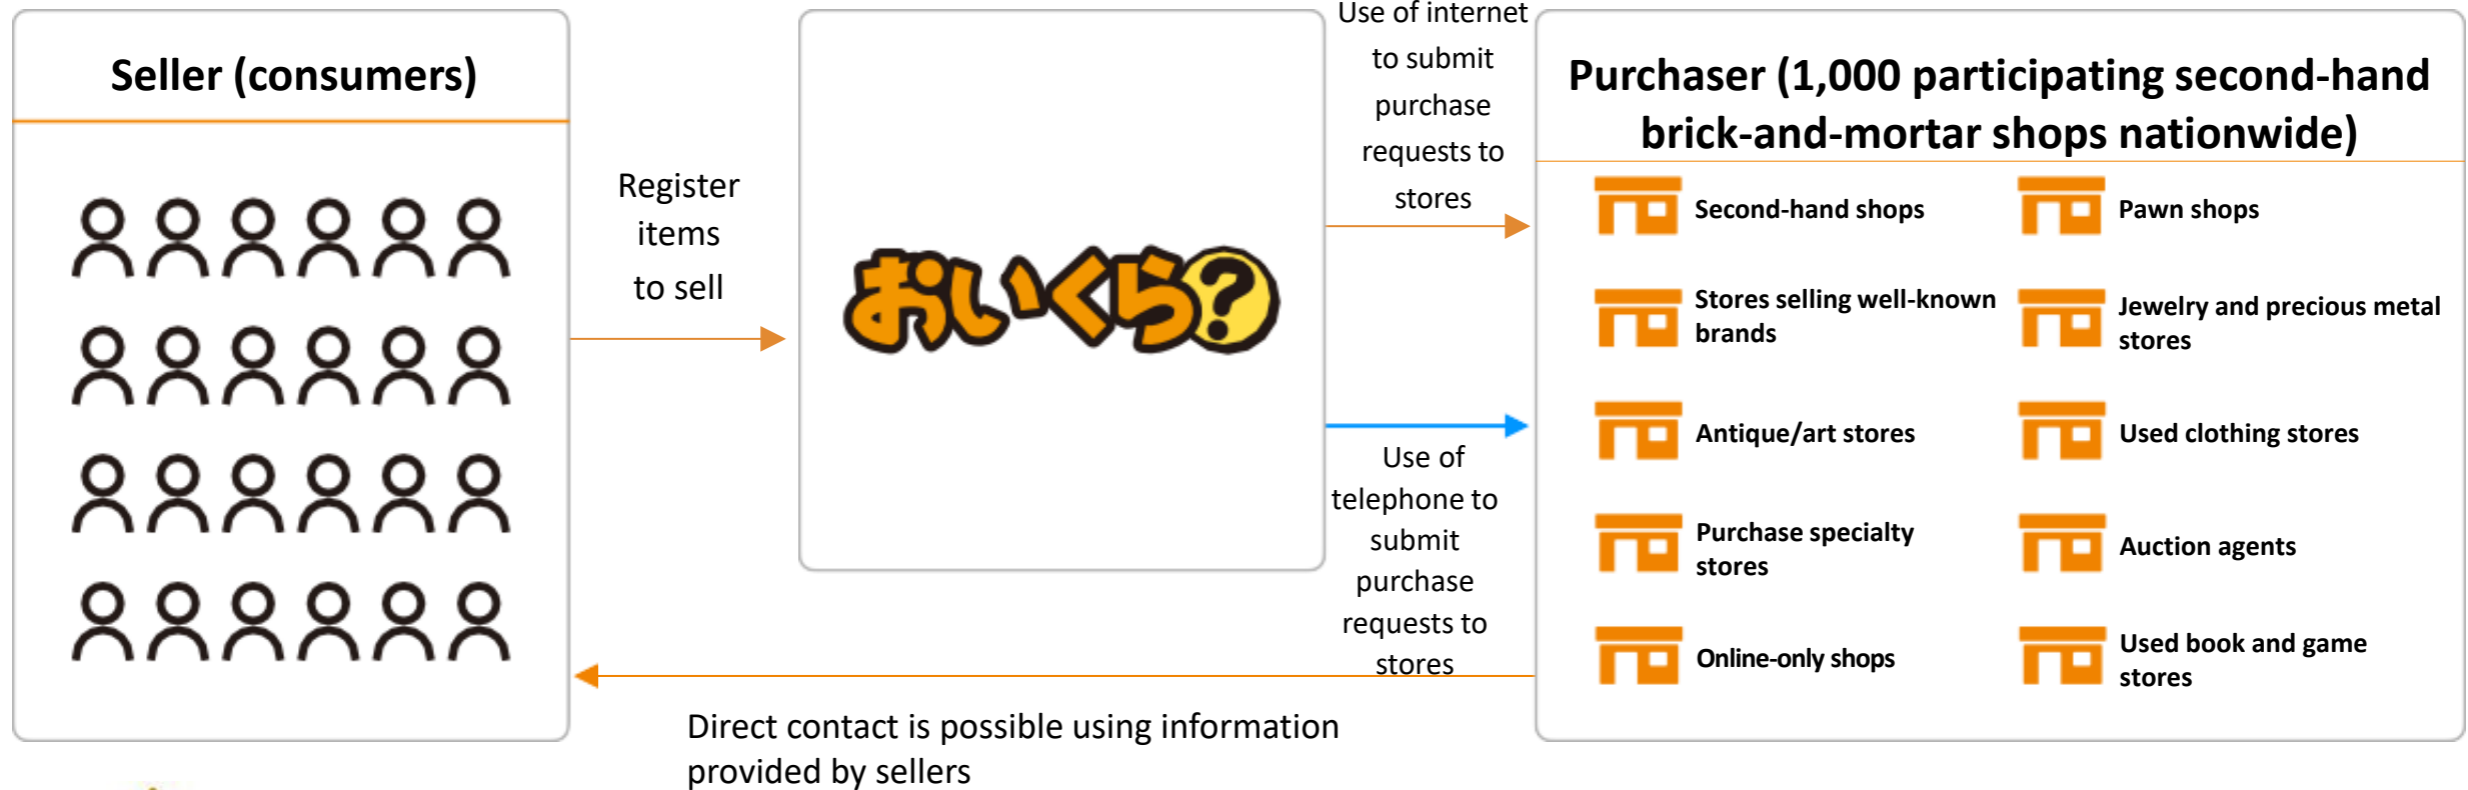 Seller (consumers)
Register
items
to sell
おいくら?
Use of internet
to submit
purchase
requests to
stores
Use of
telephone to
submit
purchase
requests to
stores
Direct contact is possible using information
provided by sellers
Purchaser (1,000 participating second-hand
brick-and-mortar shops nationwide)
Second-hand shops
Pawn shops
Stores selling well-known
brands
Jewelry and precious metal
stores
Antique/art stores
Used clothing stores
Purchase specialty
stores
Auction agents
Online-only shops
Used book and game
stores